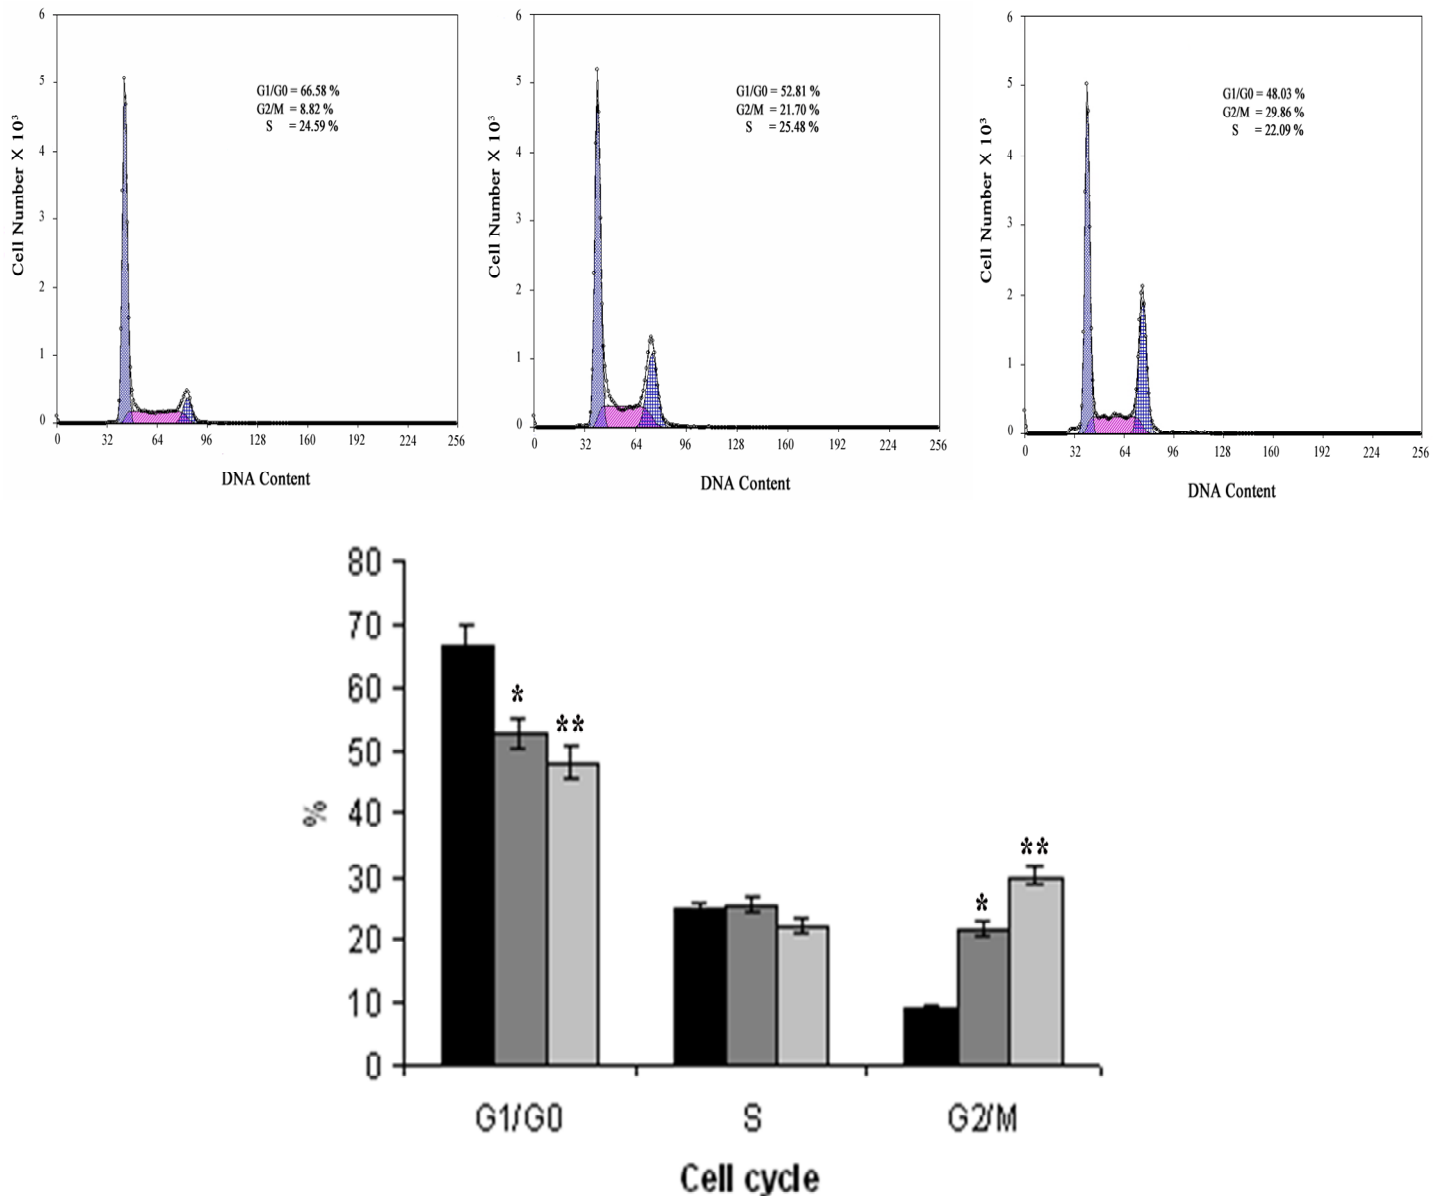 6
5
4
3
2
1
0
Cell Number X 10³
G1/G0 = 66.58 %
G2/M = 8.82 %
S = 24.59 %
0 32 64 96 128 160 192 224 256
DNA Content
6
5
4
3
2
1
0
Cell Number X 10³
G1/G0 = 52.81 %
G2/M = 21.70 %
S = 25.48 %
0 32 64 96 128 160 192 224 256
DNA Content
6
5
4
3
2
1
0
Cell Number X 10³
G1/G0 = 48.03 %
G2/M = 29.86 %
S = 22.09 %
0 32 64 96 128 160 192 224 256
DNA Content
80
70
60
50
40
30
20
10
0
%
*
**
*
**
G1/G0 S G2/M
Cell cycle